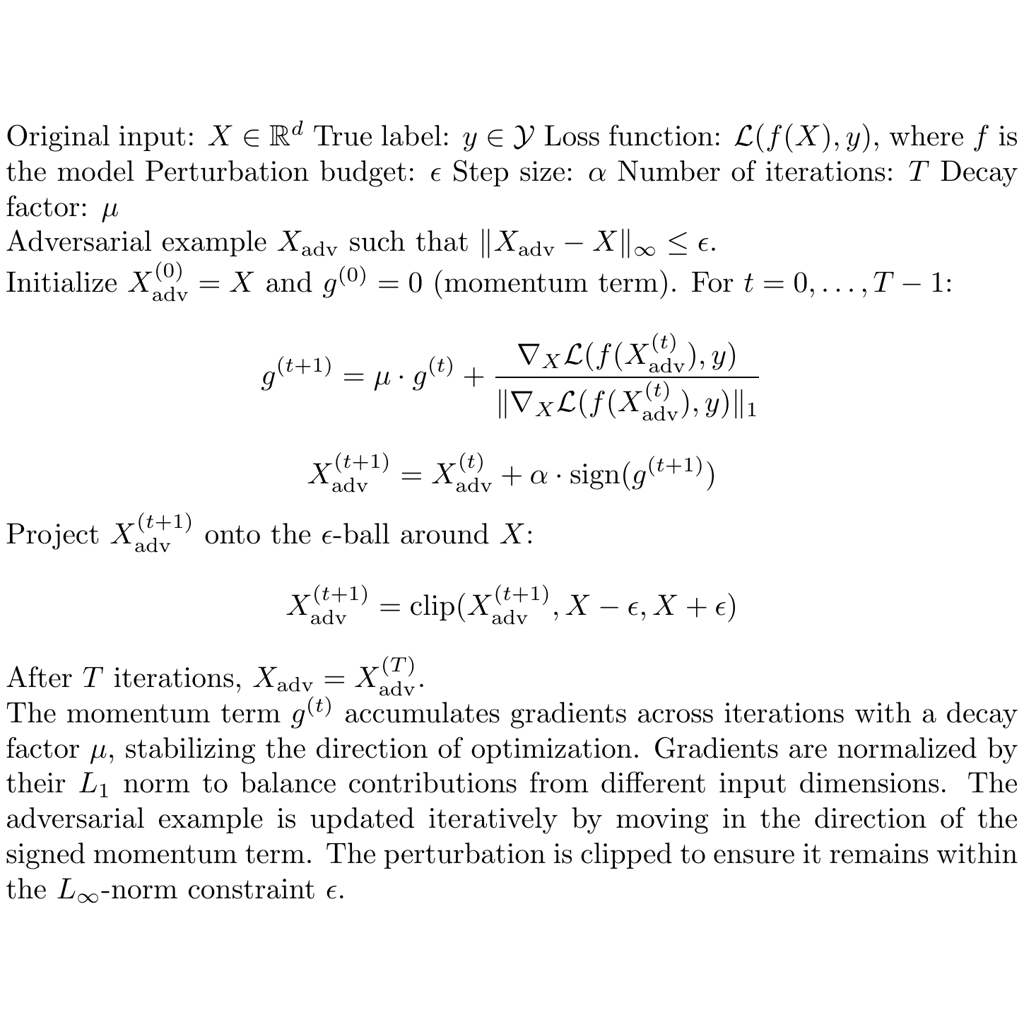 Original input: $X \in \mathbb{R}^d$ True label: $y \in \mathcal{Y}$ Loss function: $\mathcal{L}(f(X), y)$, where $f$ is
the model Perturbation budget: $\epsilon$ Step size: $\alpha$ Number of iterations: $T$ Decay
factor: $\mu$
Adversarial example $X_{\text{adv}}$ such that $\|X_{\text{adv}} - X\|_\infty \leq \epsilon$.
Initialize $X_{\text{adv}}^{(0)} = X$ and $g^{(0)} = 0$ (momentum term). For $t = 0, \ldots, T - 1$:
$g^{(t+1)} = \mu \cdot g^{(t)} + \frac{\nabla_X \mathcal{L}(f(X_{\text{adv}}^{(t)}), y)}{\|\nabla_X \mathcal{L}(f(X_{\text{adv}}^{(t)}), y)\|_1}$
$X_{\text{adv}}^{(t+1)} = X_{\text{adv}}^{(t)} + \alpha \cdot \text{sign}(g^{(t+1)})$
Project $X_{\text{adv}}^{(t+1)}$ onto the $\epsilon$-ball around $X$:
$X_{\text{adv}}^{(t+1)} = \text{clip}(X_{\text{adv}}^{(t+1)}, X - \epsilon, X + \epsilon)$
After $T$ iterations, $X_{\text{adv}} = X_{\text{adv}}^{(T)}$.
The momentum term $g^{(t)}$ accumulates gradients across iterations with a decay
factor $\mu$, stabilizing the direction of optimization. Gradients are normalized by
their $L_1$ norm to balance contributions from different input dimensions. The
adversarial example is updated iteratively by moving in the direction of the
signed momentum term. The perturbation is clipped to ensure it remains within
the $L_\infty$-norm constraint $\epsilon$.